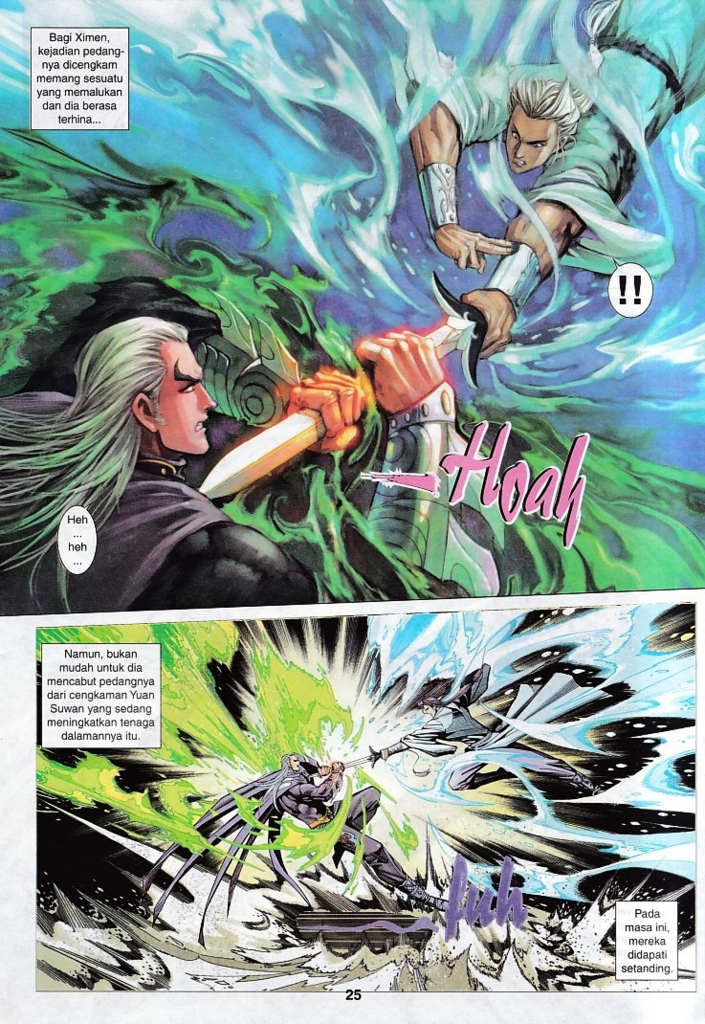 Bagi Ximen,
kejadian pedang-
nya dicengkam
memang sesuatu
yang memalukan
dan dia berasa
terhina...
!!
Hoah
Heh
...
heh
...
Namun, bukan
mudah untuk dia
mencabut pedangnya
dari cengkaman Yuan
Suwan yang sedang
meningkatkan tenaga
dalamannya itu.
fuh
Pada
masa ini,
mereka
didapati
setanding.
25